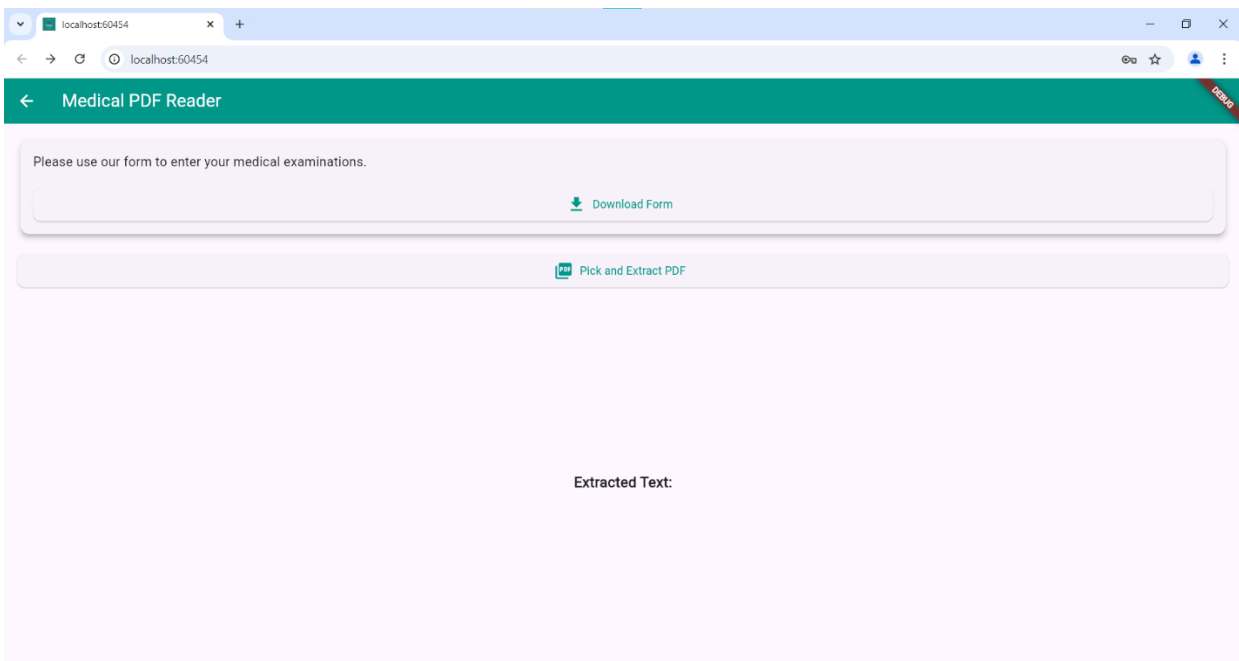 localhost:60454
localhost:60454
Medical PDF Reader
DEBUG
Please use our form to enter your medical examinations.
Download Form
PDF Pick and Extract PDF
Extracted Text: